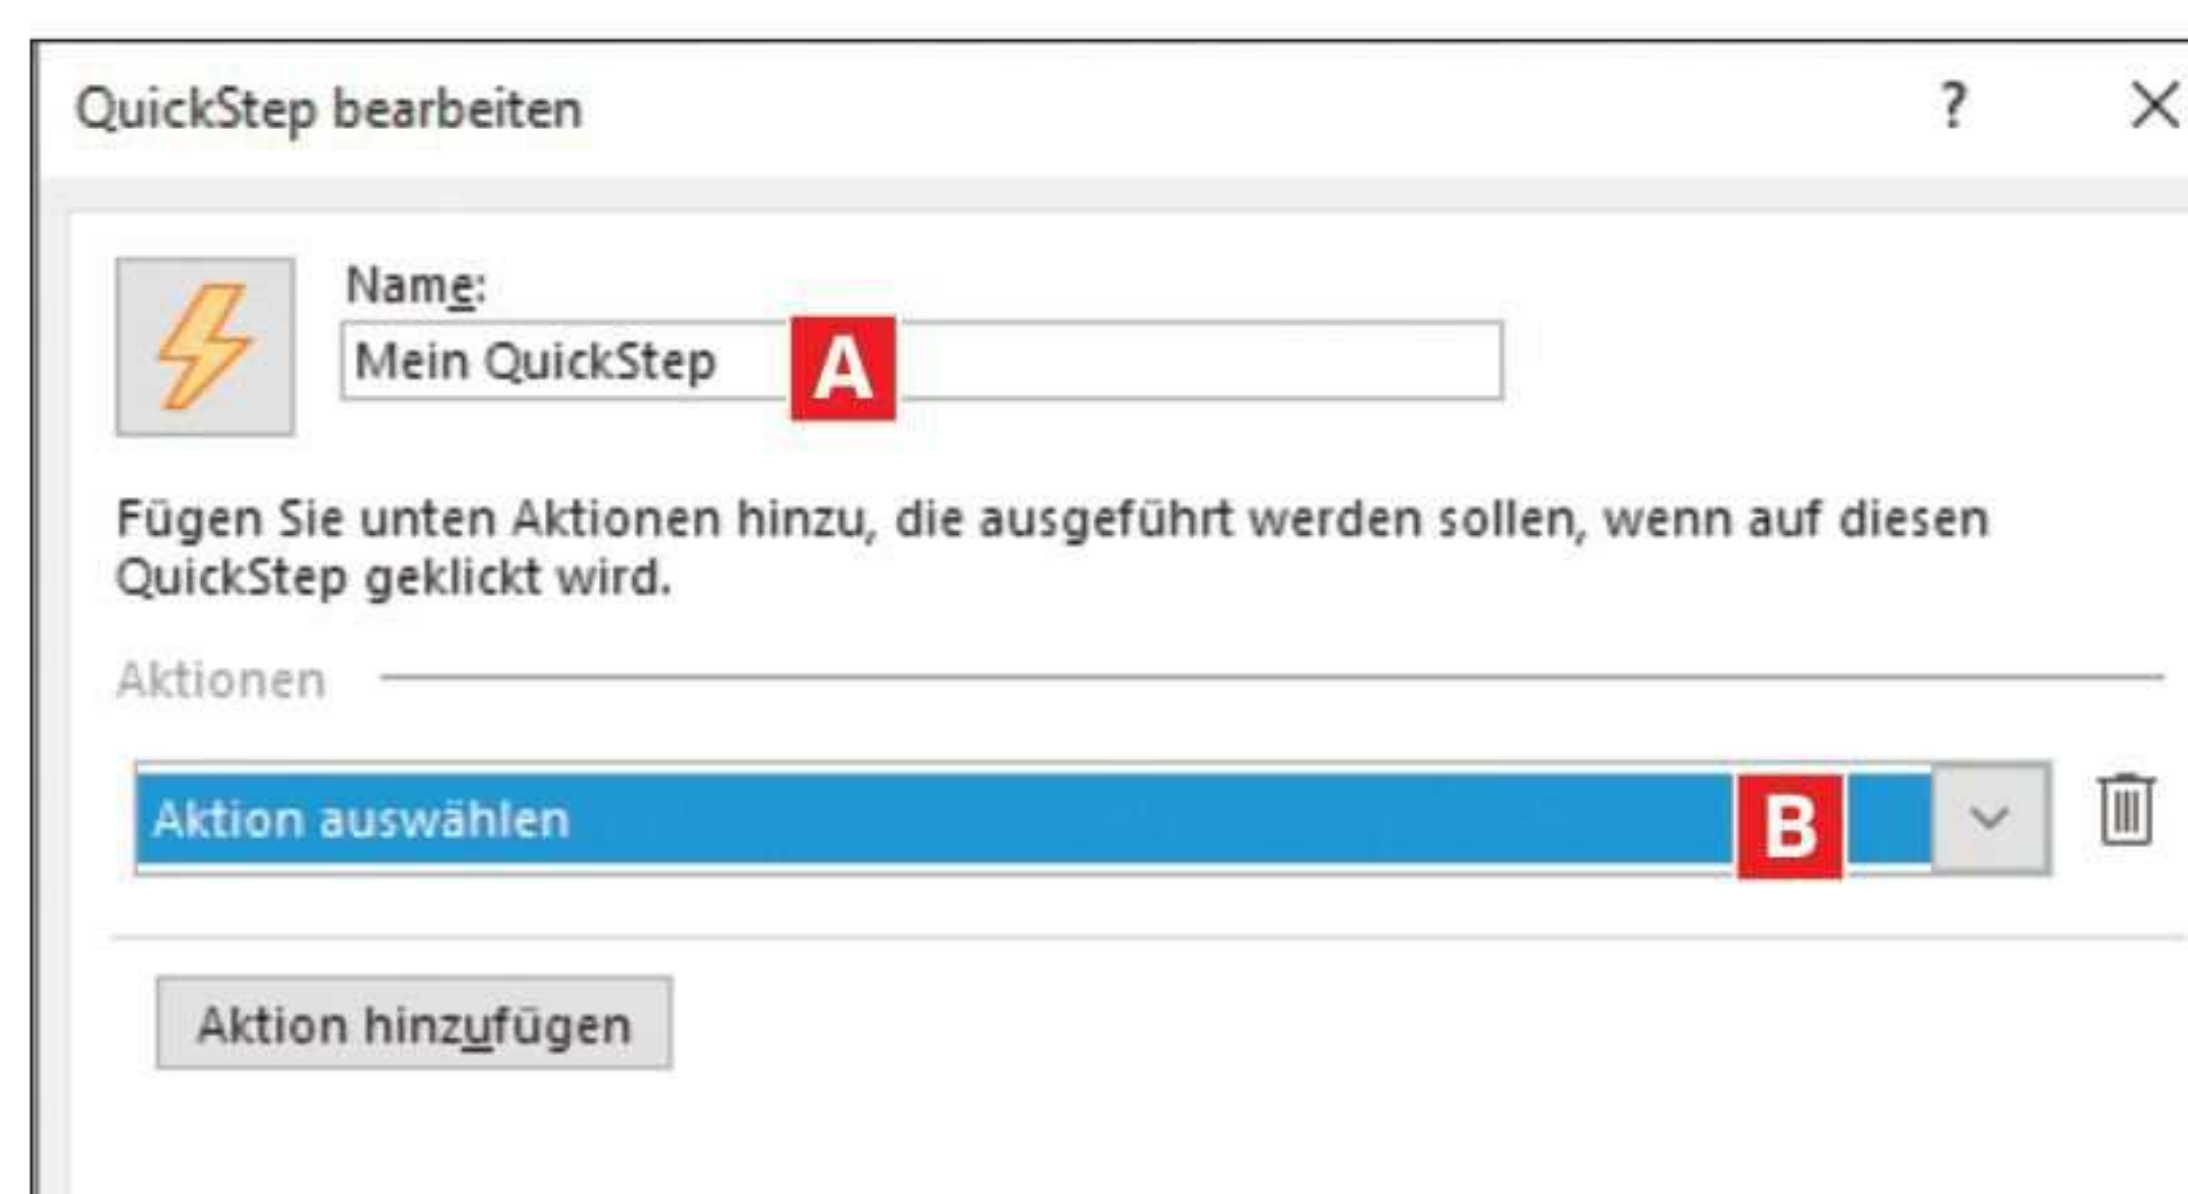 QuickStep bearbeiten ?
Name:
Mein QuickStep A
Fügen Sie unten Aktionen hinzu, die ausgeführt werden sollen, wenn auf diesen
QuickStep geklickt wird.
Aktionen
Aktion auswählen B
Aktion hinzufügen